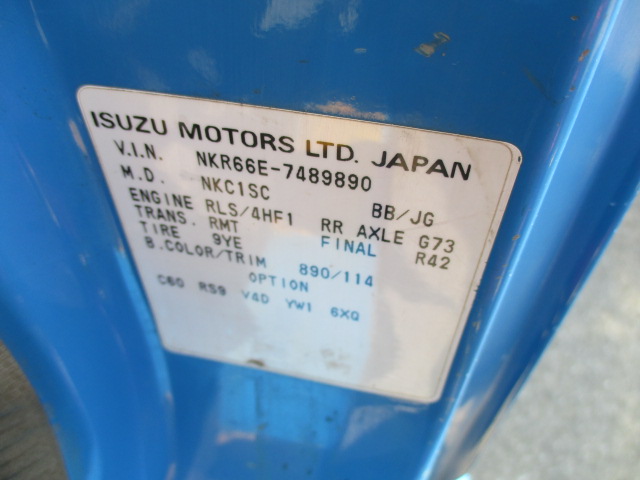 ISUZU MOTORS LTD. JAPAN
V.I.N. NKR66E-7489890
M.D. NKC1SC BB/JG
ENGINE RLS/4HF1 RR AXLE G73
TRANS. RMT FINAL R42
TIRE 9YE
B.COLOR/TRIM 890/114
OPTION
C60 RS9 V4D YW1 6XQ